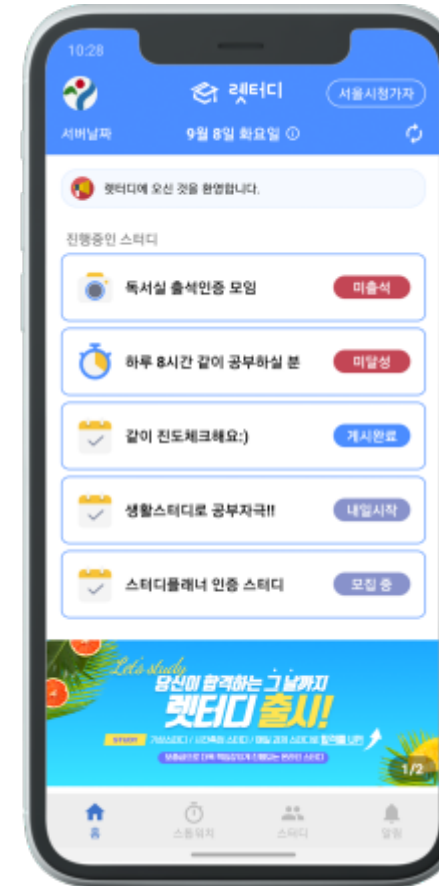 10:28
렛터디
서울시청가자
서버날짜
9월 8일 화요일
렛터디에 오신 것을 환영합니다.
진행중인 스터디
독서실 출석인증 모임
미출석
하루 8시간 같이 공부하실 분
미달성
같이 진도체크해요:)
게시완료
생활스터디로 공부자극!!
내일시작
스터디플래너 인증 스터디
모집 중
Let's study
당신이 합격하는 그 날까지
렛터디 출시!
1/2
홈
스톱워치
스터디
알림